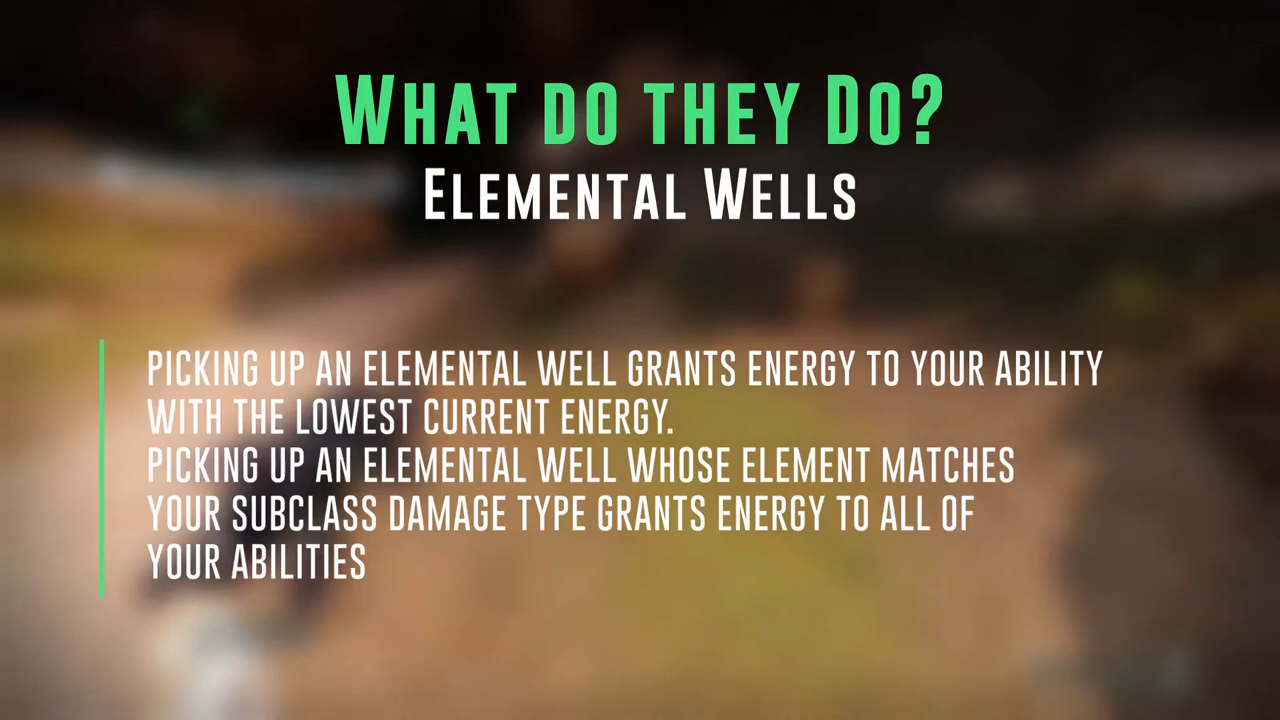 What do they Do?
Elemental Wells
PICKING UP AN ELEMENTAL WELL GRANTS ENERGY TO YOUR ABILITY
WITH THE LOWEST CURRENT ENERGY.
PICKING UP AN ELEMENTAL WELL WHOSE ELEMENT MATCHES
YOUR SUBCLASS DAMAGE TYPE GRANTS ENERGY TO ALL OF
YOUR ABILITIES